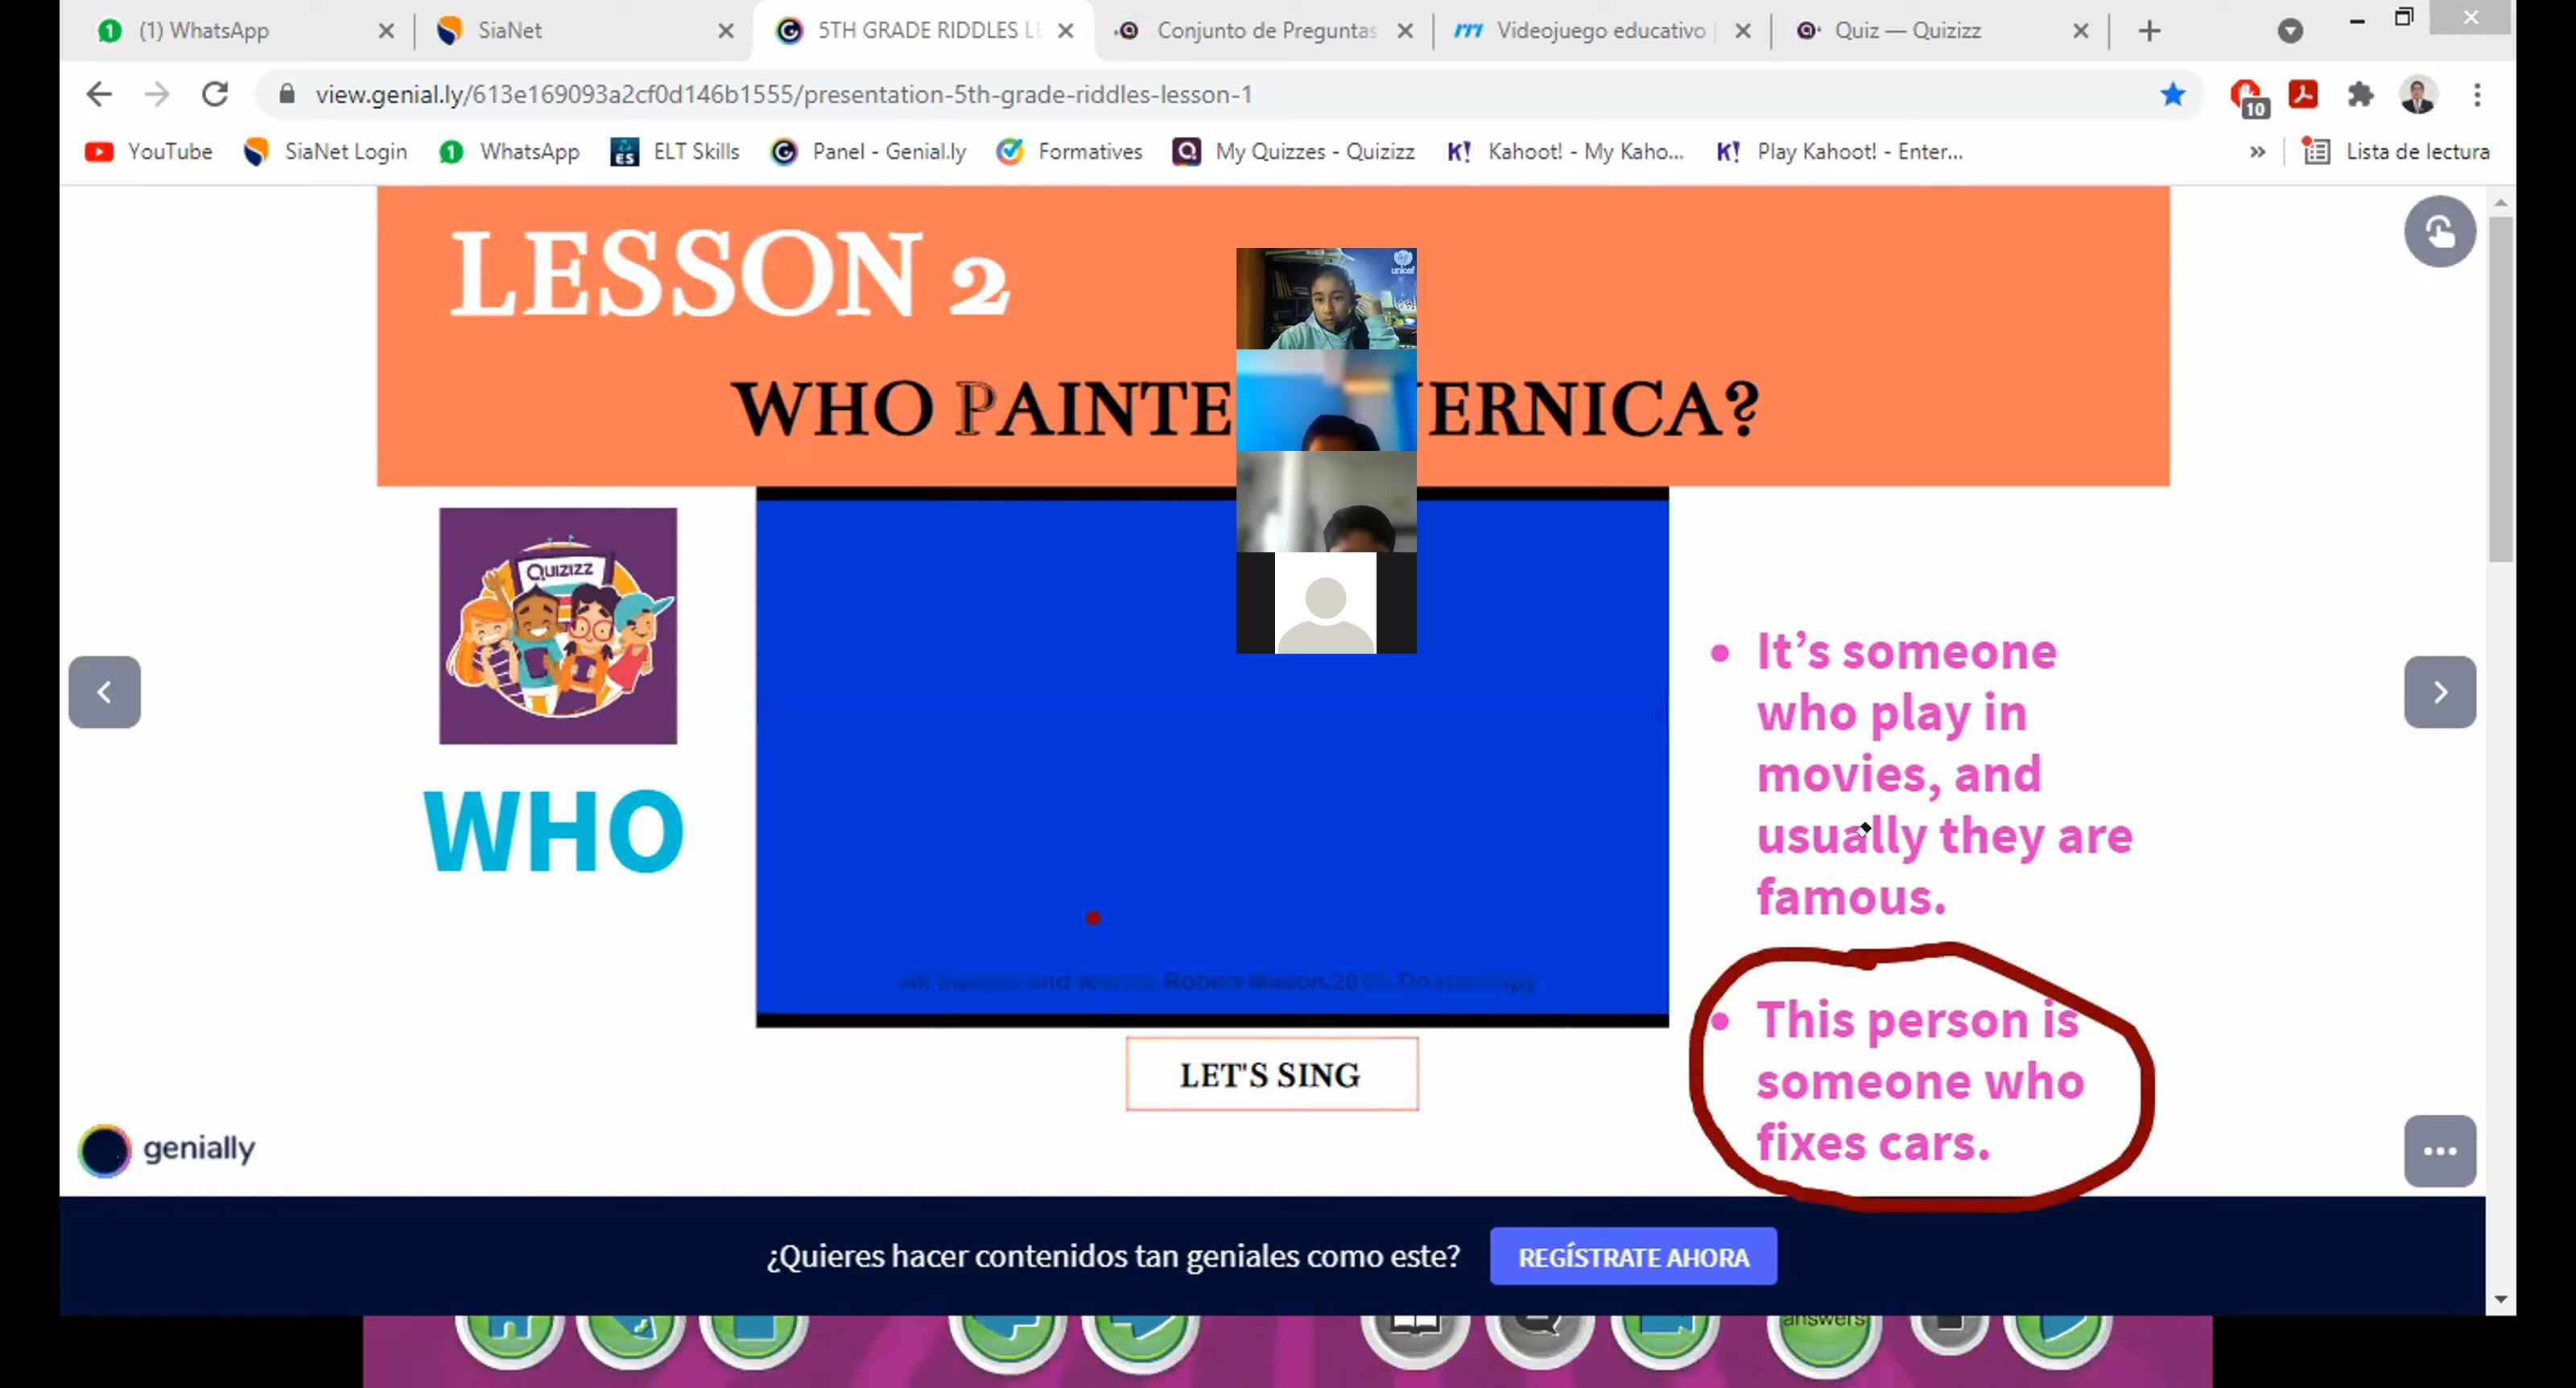 (1) WhatsApp
SiaNet
5TH GRADE RIDDLES LE
Conjunto de Preguntas
Videojuego educativo
Quiz — Quizizz
view.genial.ly/613e169093a2cf0d146b1555/presentation-5th-grade-riddles-lesson-1
10
YouTube
SiaNet Login
WhatsApp
ELT Skills
Panel - Genial.ly
Formatives
My Quizzes - Quizizz
Kahoot! - My Kaho...
Play Kahoot! - Enter...
»
Lista de lectura
LESSON 2
unicef
WHO PAINTE ERNICA?
QUIZIZZ
WHO
• It's someone
who play in
movies, and
usually they are
famous.
• This person is
someone who
fixes cars.
LET'S SING
genially
¿Quieres hacer contenidos tan geniales como este?
REGÍSTRATE AHORA
answers